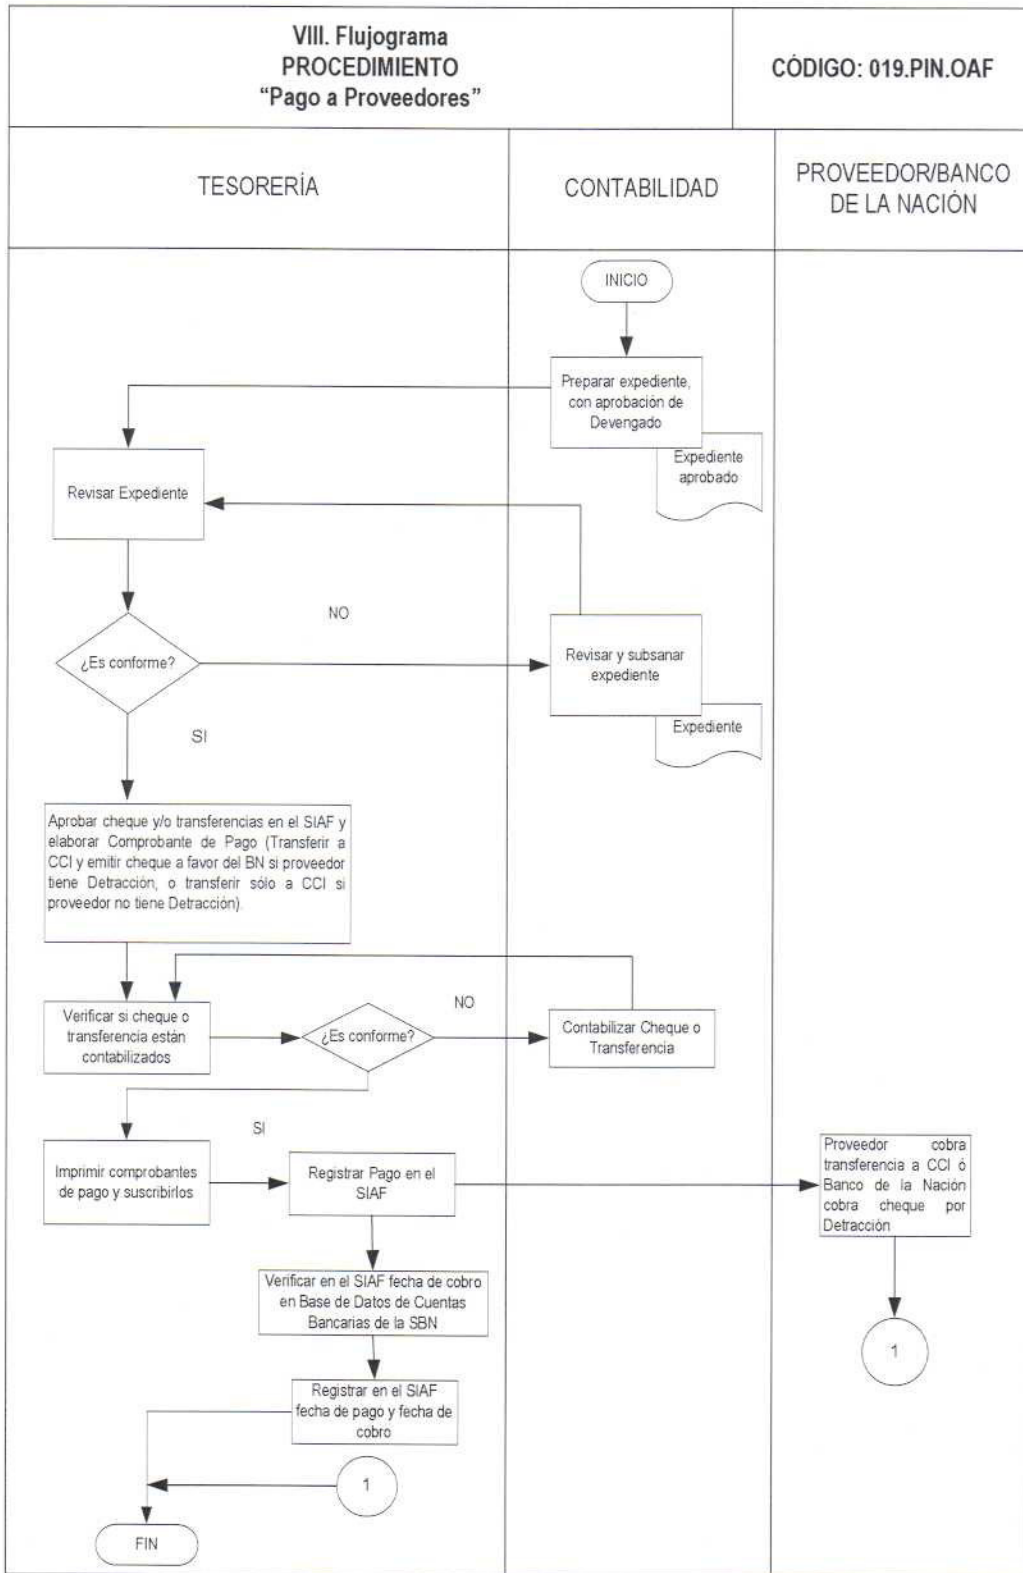 VIII. Flujograma
PROCEDIMIENTO
“Pago a Proveedores”
CÓDIGO: 019.PIN.OAF
TESORERÍA
CONTABILIDAD
PROVEEDOR/BANCO
DE LA NACIÓN
INICIO
Preparar expediente,
con aprobación de
Devengado
Expediente
aprobado
Revisar Expediente
¿Es conforme?
NO
Revisar y subsanar
expediente
Expediente
SI
Aprobar cheque y/o transferencias en el SIAF y
elaborar Comprobante de Pago (Transferir a
CCI y emitir cheque a favor del BN si proveedor
tiene Detracción, o transferir sólo a CCI si
proveedor no tiene Detracción).
Verificar si cheque o
transferencia están
contabilizados
¿Es conforme?
NO
Contabilizar Cheque o
Transferencia
SI
Imprimir comprobantes
de pago y suscribirlos
Registrar Pago en el
SIAF
Proveedor cobra
transferencia a CCI ó
Banco de la Nación
cobra cheque por
Detracción
Verificar en el SIAF fecha de cobro
en Base de Datos de Cuentas
Bancarias de la SBN
1
Registrar en el SIAF
fecha de pago y fecha de
cobro
1
FIN